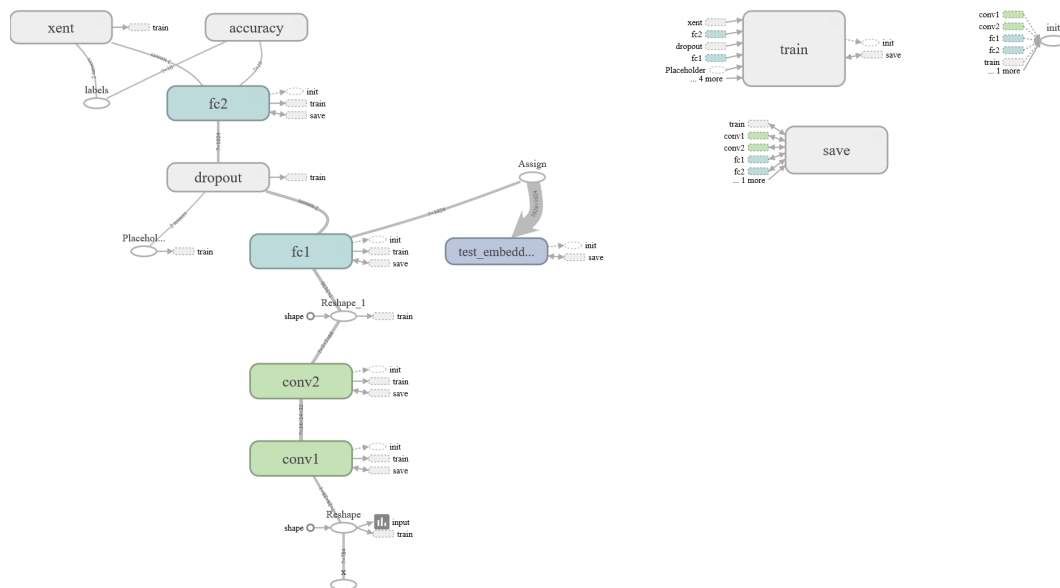 xent
train
accuracy
labels
fc2
init
train
save
dropout
train
Placehol...
train
Assign
fc1
init
train
save
test_embedd...
init
save
Reshape_1
shape
train
conv2
init
train
save
conv1
init
train
save
Reshape
shape
input
train
x
xent
fc2
dropout
fc1
Placeholder
... 4 more
train
init
save
train
conv1
conv2
fc1
fc2
... 1 more
save
conv1
conv2
fc1
fc2
train
... 1 more
init